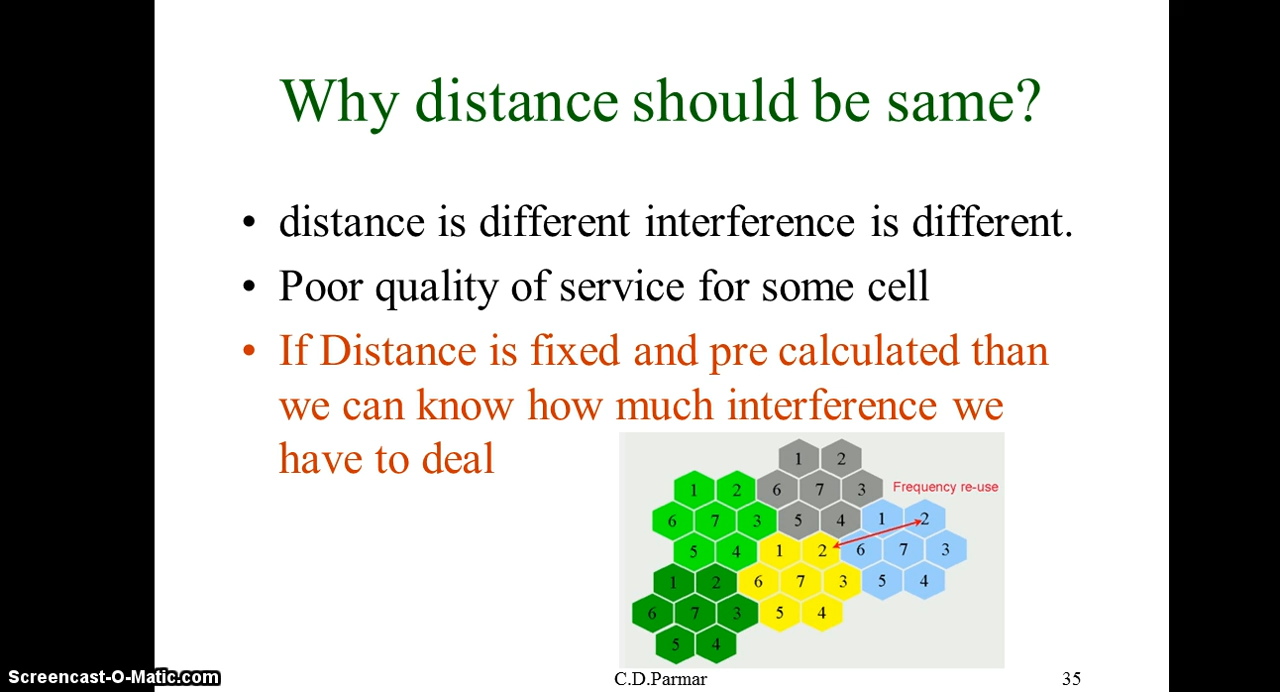 Why distance should be same?
• distance is different interference is different.
• Poor quality of service for some cell
• If Distance is fixed and pre calculated than
we can know how much interference we
have to deal
1 2
1 2 6 7 3 Frequency re-use
6 7 3 5 4 1 2
5 4 1 2 6 7 3
1 2 6 7 3 5 4
6 7 3 5 4
5 4
Screencast-O-Matic.com
C.D.Parmar
35